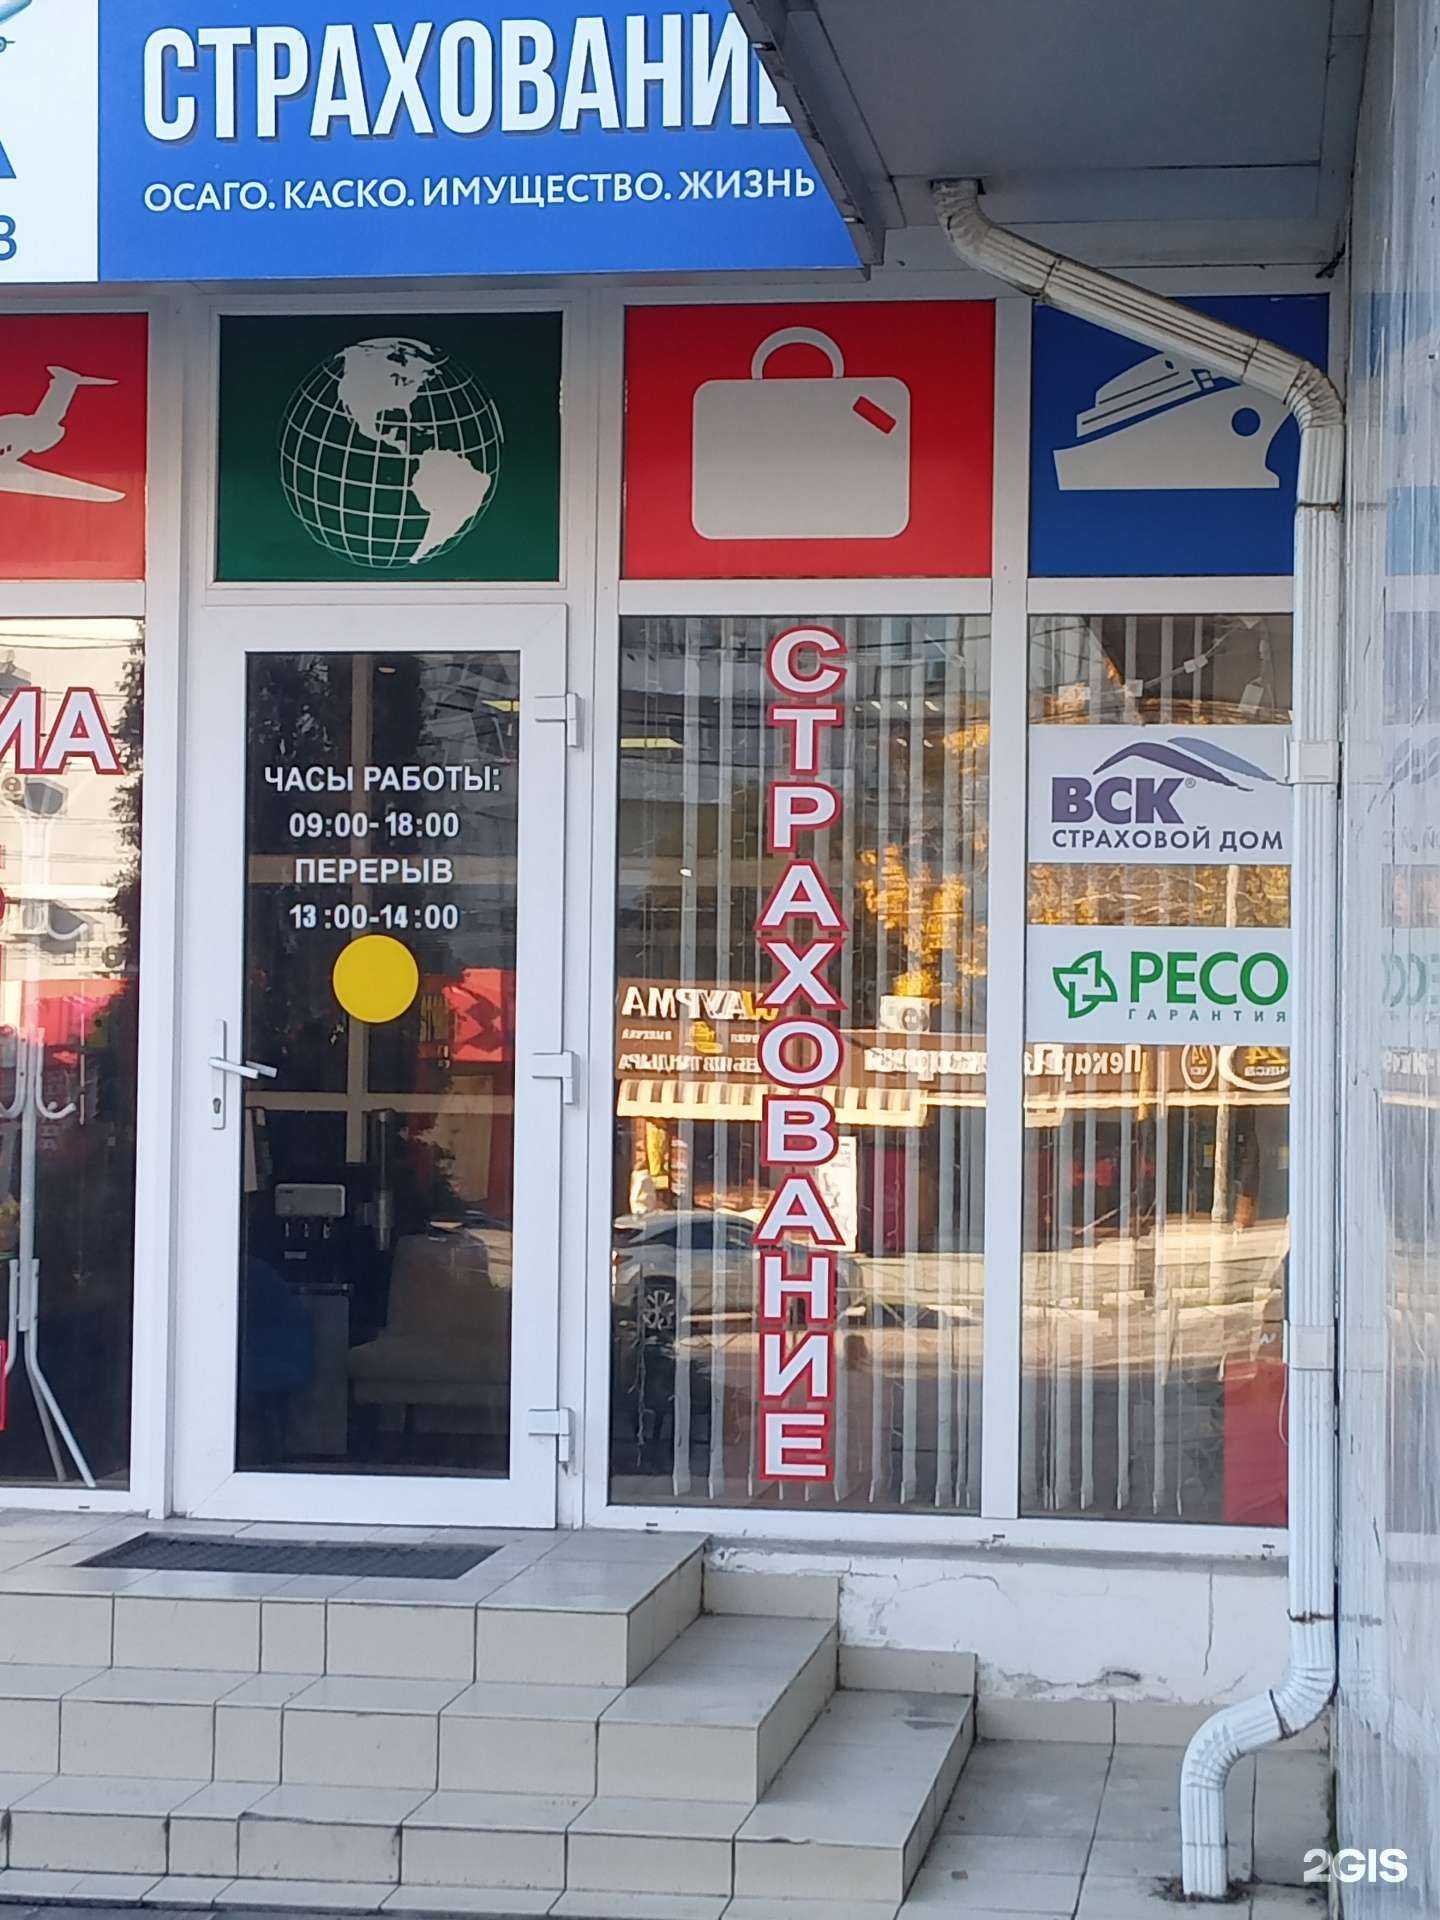 СТРАХОВАНИЕ
ОСАГО. КАСКО. ИМУЩЕСТВО. ЖИЗНЬ
ЧАСЫ РАБОТЫ:
09:00-18:00
ПЕРЕРЫВ
13:00-14:00
СТРАХОВАНИЕ
ВСК®
СТРАХОВОЙ ДОМ
РЕСО
ГАРАНТИЯ
ШАУРМА
2GIS